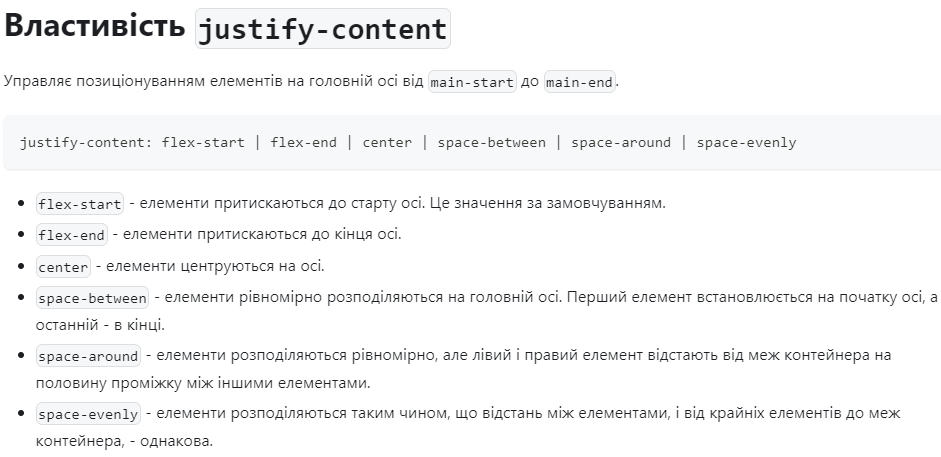 Властивість justify-content
Управляє позиціонуванням елементів на головній осі від main-start до main-end.
justify-content: flex-start | flex-end | center | space-between | space-around | space-evenly
• flex-start - елементи притискаються до старту осі. Це значення за замовчуванням.
• flex-end - елементи притискаються до кінця осі.
• center - елементи центруються на осі.
• space-between - елементи рівномірно розподіляються на головній осі. Перший елемент встановлюється на початку осі, а
останній - в кінці.
• space-around - елементи розподіляються рівномірно, але лівий і правий елемент відстають від меж контейнера на
половину проміжку між іншими елементами.
• space-evenly - елементи розподіляються таким чином, що відстань між елементами, і від крайніх елементів до меж
контейнера, - однакова.